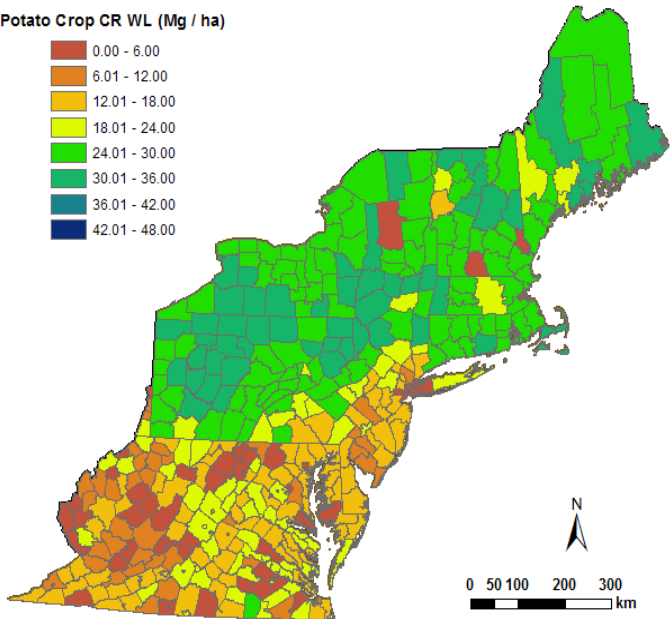 Potato Crop CR WL (Mg / ha)
0.00 - 6.00
6.01 - 12.00
12.01 - 18.00
18.01 - 24.00
24.01 - 30.00
30.01 - 36.00
36.01 - 42.00
42.01 - 48.00
N
0 50 100 200 300
km